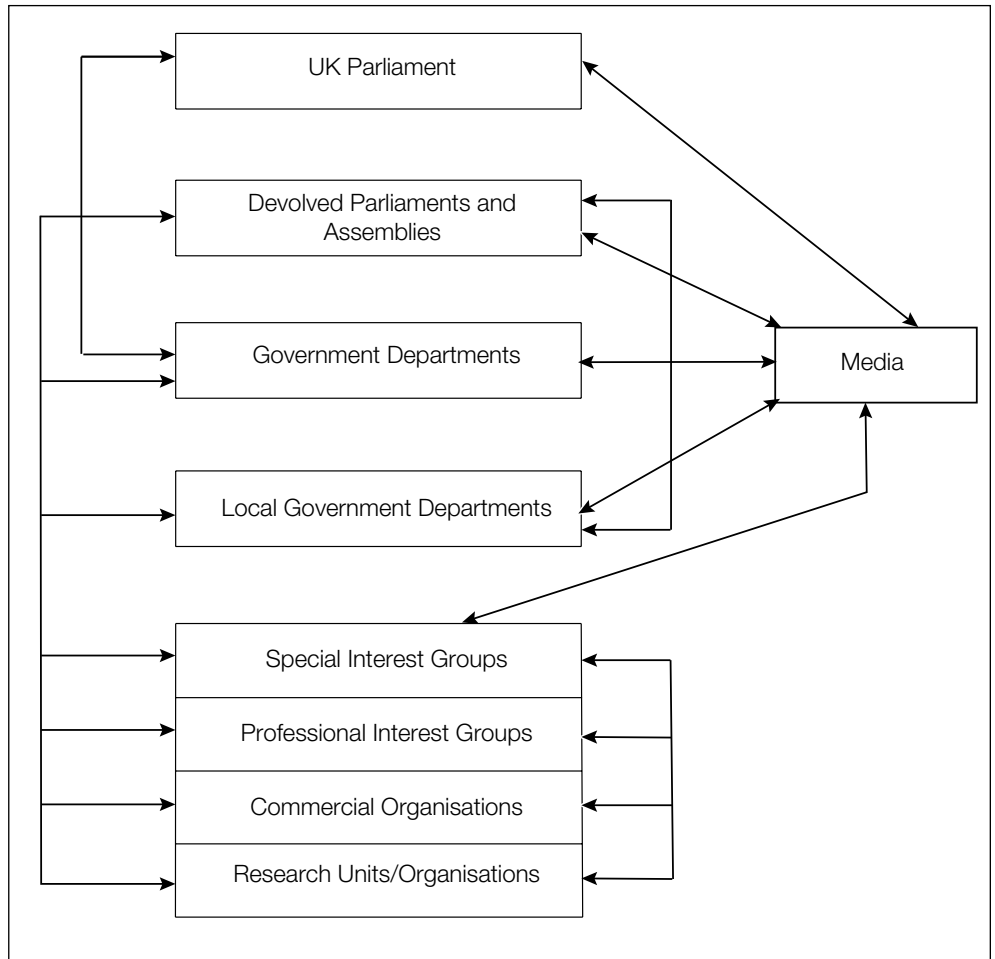 UK Parliament
Devolved Parliaments and
Assemblies
Government Departments
Media
Local Government Departments
Special Interest Groups
Professional Interest Groups
Commercial Organisations
Research Units/Organisations